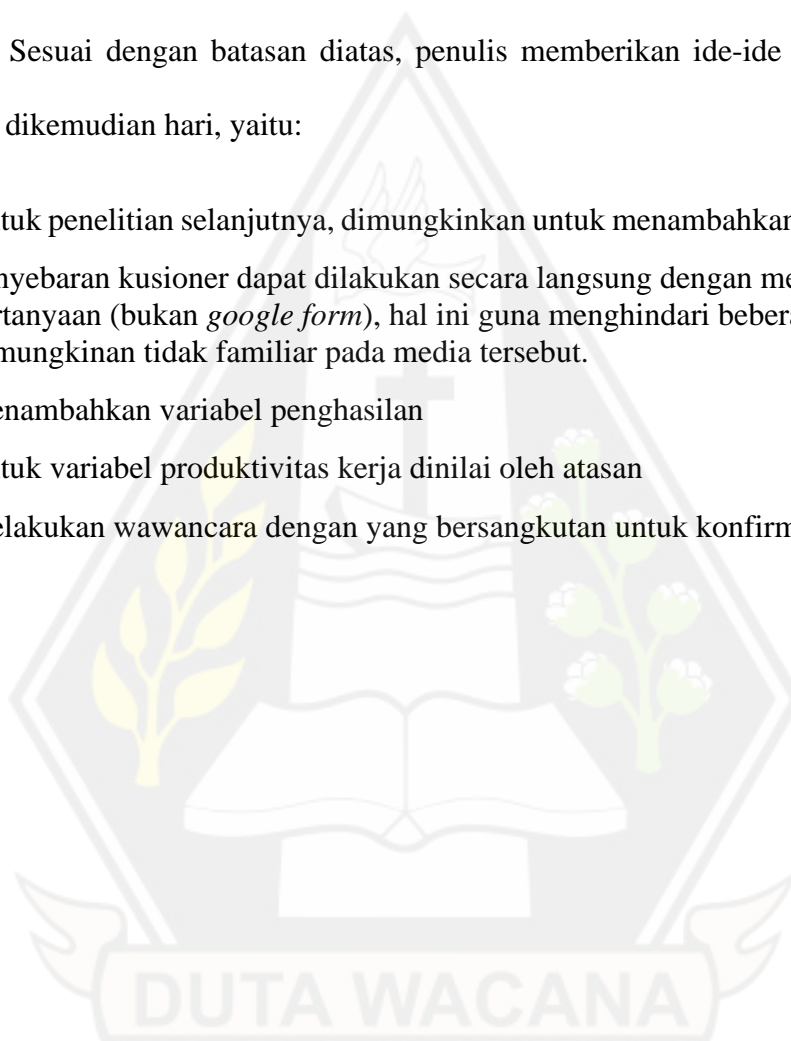 Sesuai dengan batasan diatas, penulis memberikan ide-ide
dikemudian hari, yaitu:
tuk penelitian selanjutnya, dimungkinkan untuk menambahkan
nyebaran kusioner dapat dilakukan secara langsung dengan me
rtanyaan (bukan google form), hal ini guna menghindari bebera
mungkinan tidak familiar pada media tersebut.
enambahkan variabel penghasilan
tuk variabel produktivitas kerja dinilai oleh atasan
elakukan wawancara dengan yang bersangkutan untuk konfirm
DUTA WACANA